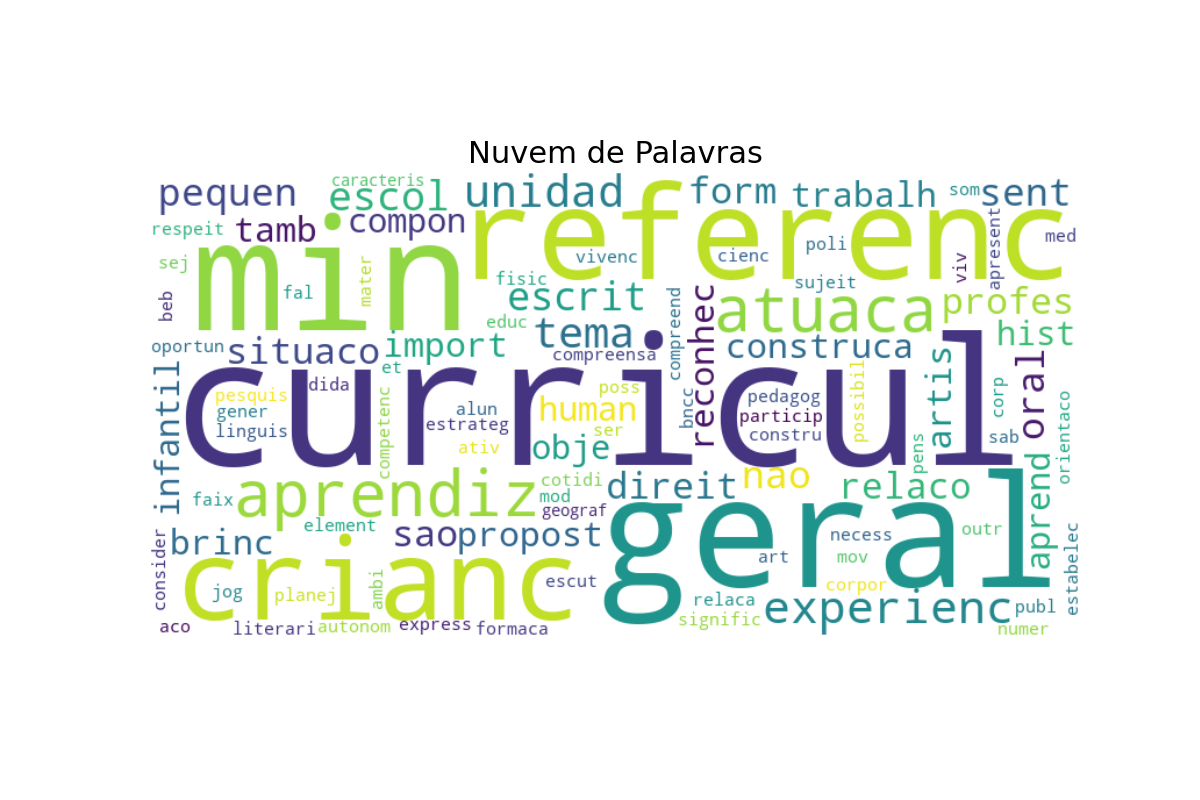 Nuvem de Palavras
caracteris
pequen
escol
unidad
form
trabalh
som
sent
respeit
tamb
compon
referenc
med
min
vivenc
cienc
poli
viv
apresent
sej
fal
mater
fisic
sujeit
beb
escrit
atuaca
profes
educ
tema
compreend
reconhec
hist
oportun
situaco
import
compreensa
construca
et
curricul
infantil
pesquis
dida
poss
bncc
pedagog
possibil
artis
corp
oral
orientaco
gener
alun
human
particip
linguis
estrateg
ser
constru
sab
competenc
ativ
obje
pens
aprendiz
cotidi
direit
nao
relaco
aprend
faix
mod
geograf
geral
element
sao
propost
necess
outr
estabelec
consider
brinc
crianc
art
mov
ambi
escut
corpor
jog
planej
relaca
experienc
publ
signific
aco
literari
autonom
express
formaca
numer